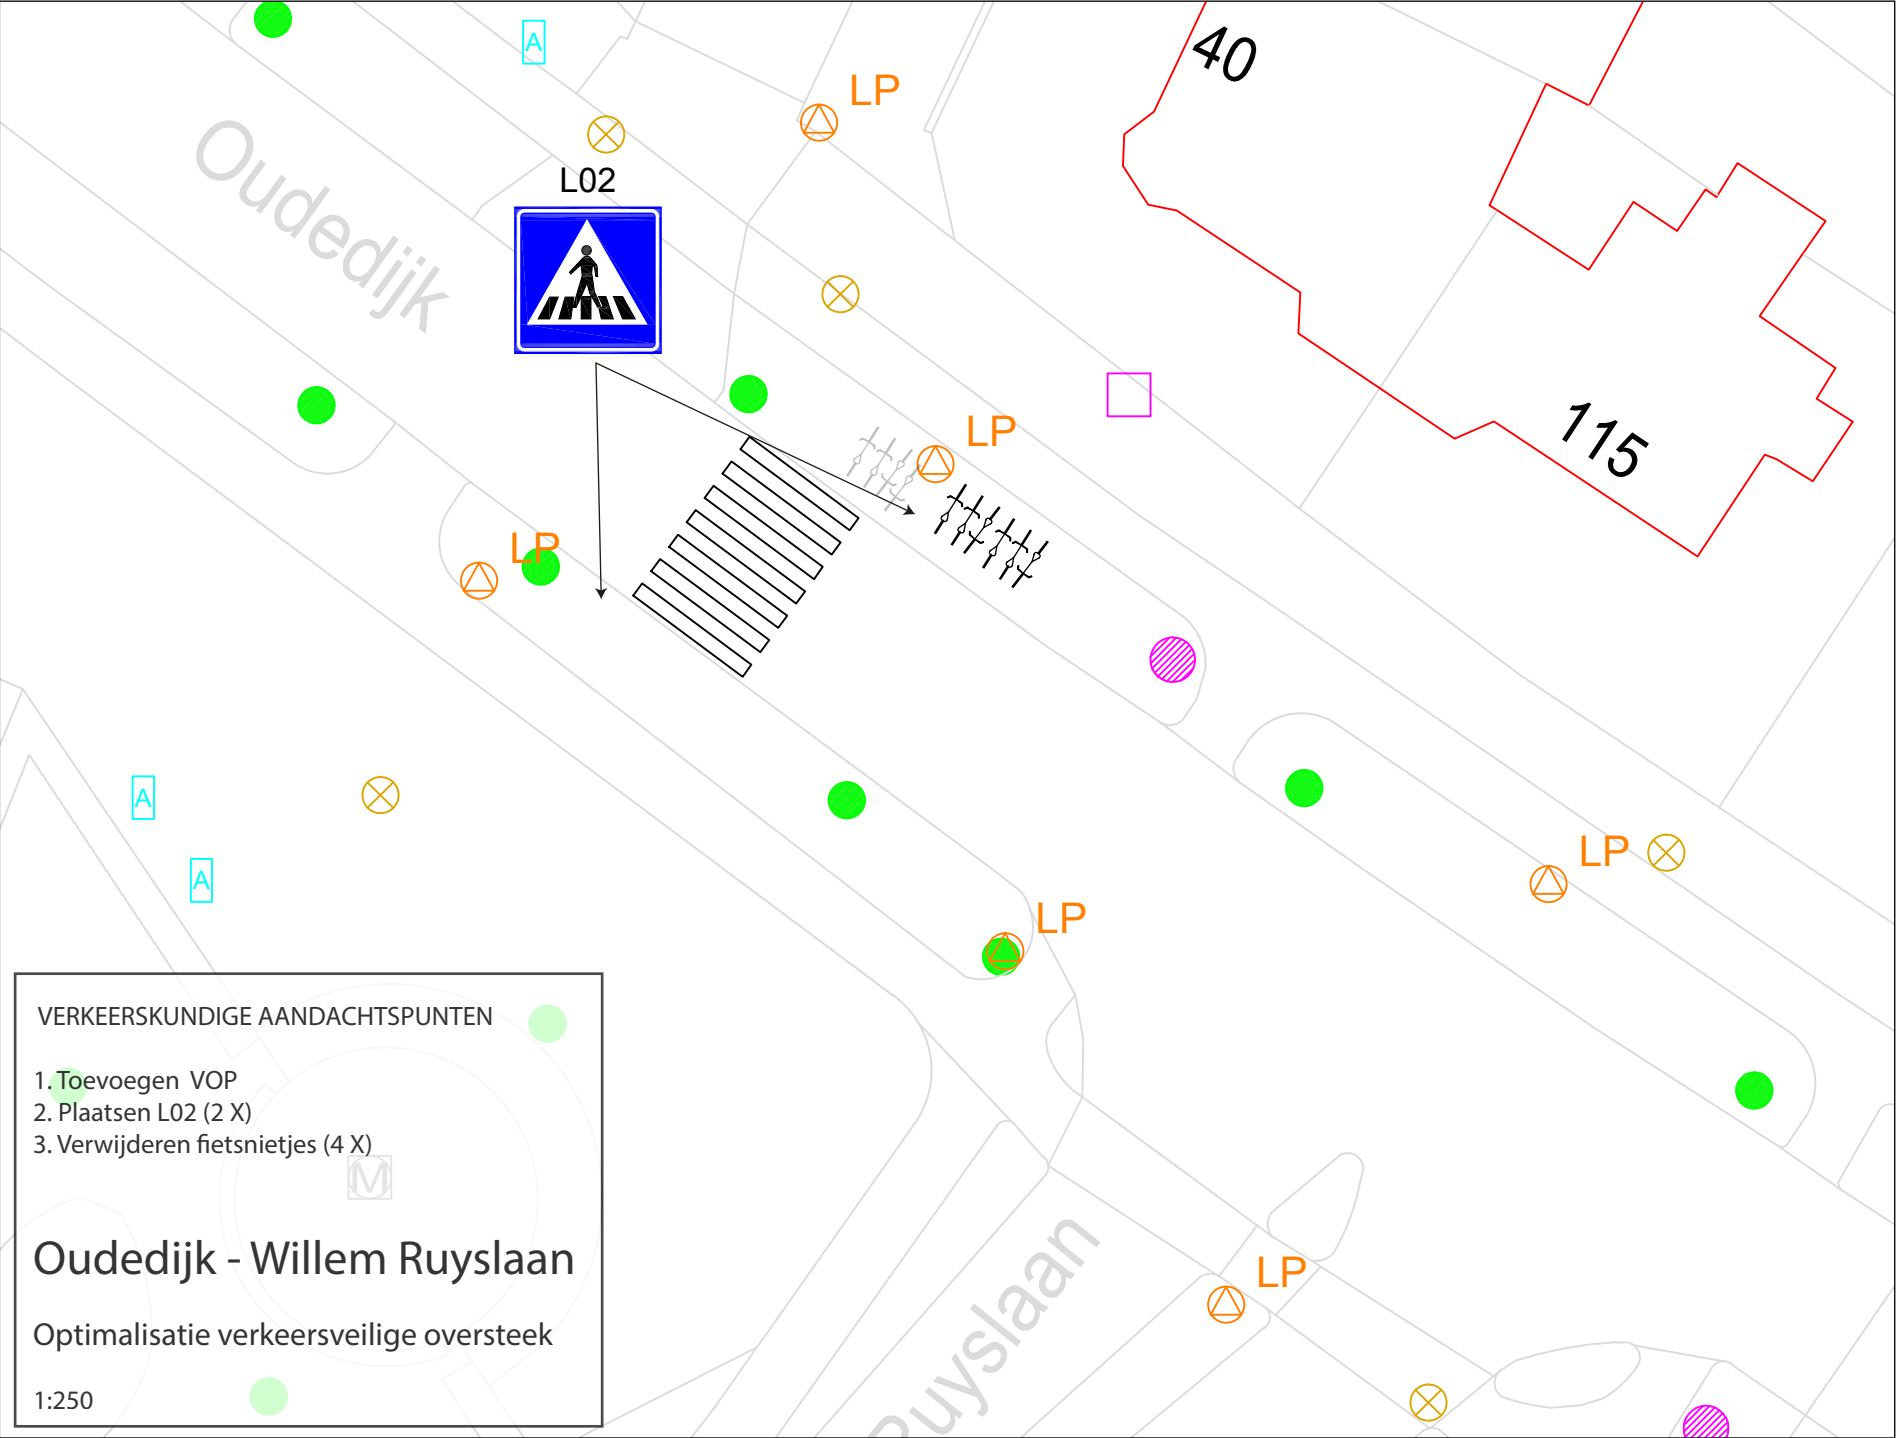 40
A
LP
Oudedijk
L02
LP
115
LP
A
LP
A
LP
VERKEERSKUNDIGE AANDACHTSPUNTEN
1. Toevoegen VOP
2. Plaatsen L02 (2 X)
3. Verwijderen fietsnietjes (4 X)
M
Oudedijk - Willem Ruyslaan
Optimalisatie verkeersveilige oversteek
1:250
Ruyslaan
LP